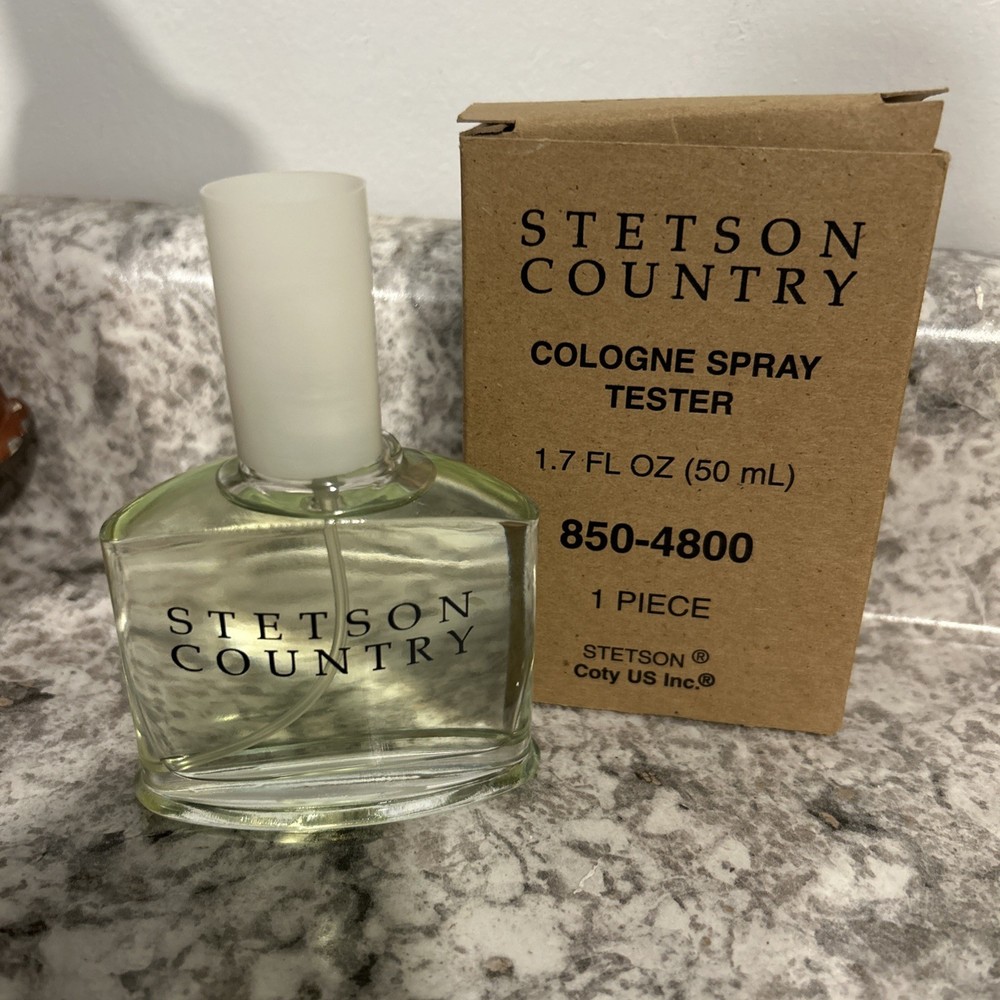 STETSON
COUNTRY
STETSON
COUNTRY
COLOGNE SPRAY
TESTER
1.7 FL OZ (50 mL)
850-4800
1 PIECE
STETSON ®
Coty US Inc.®